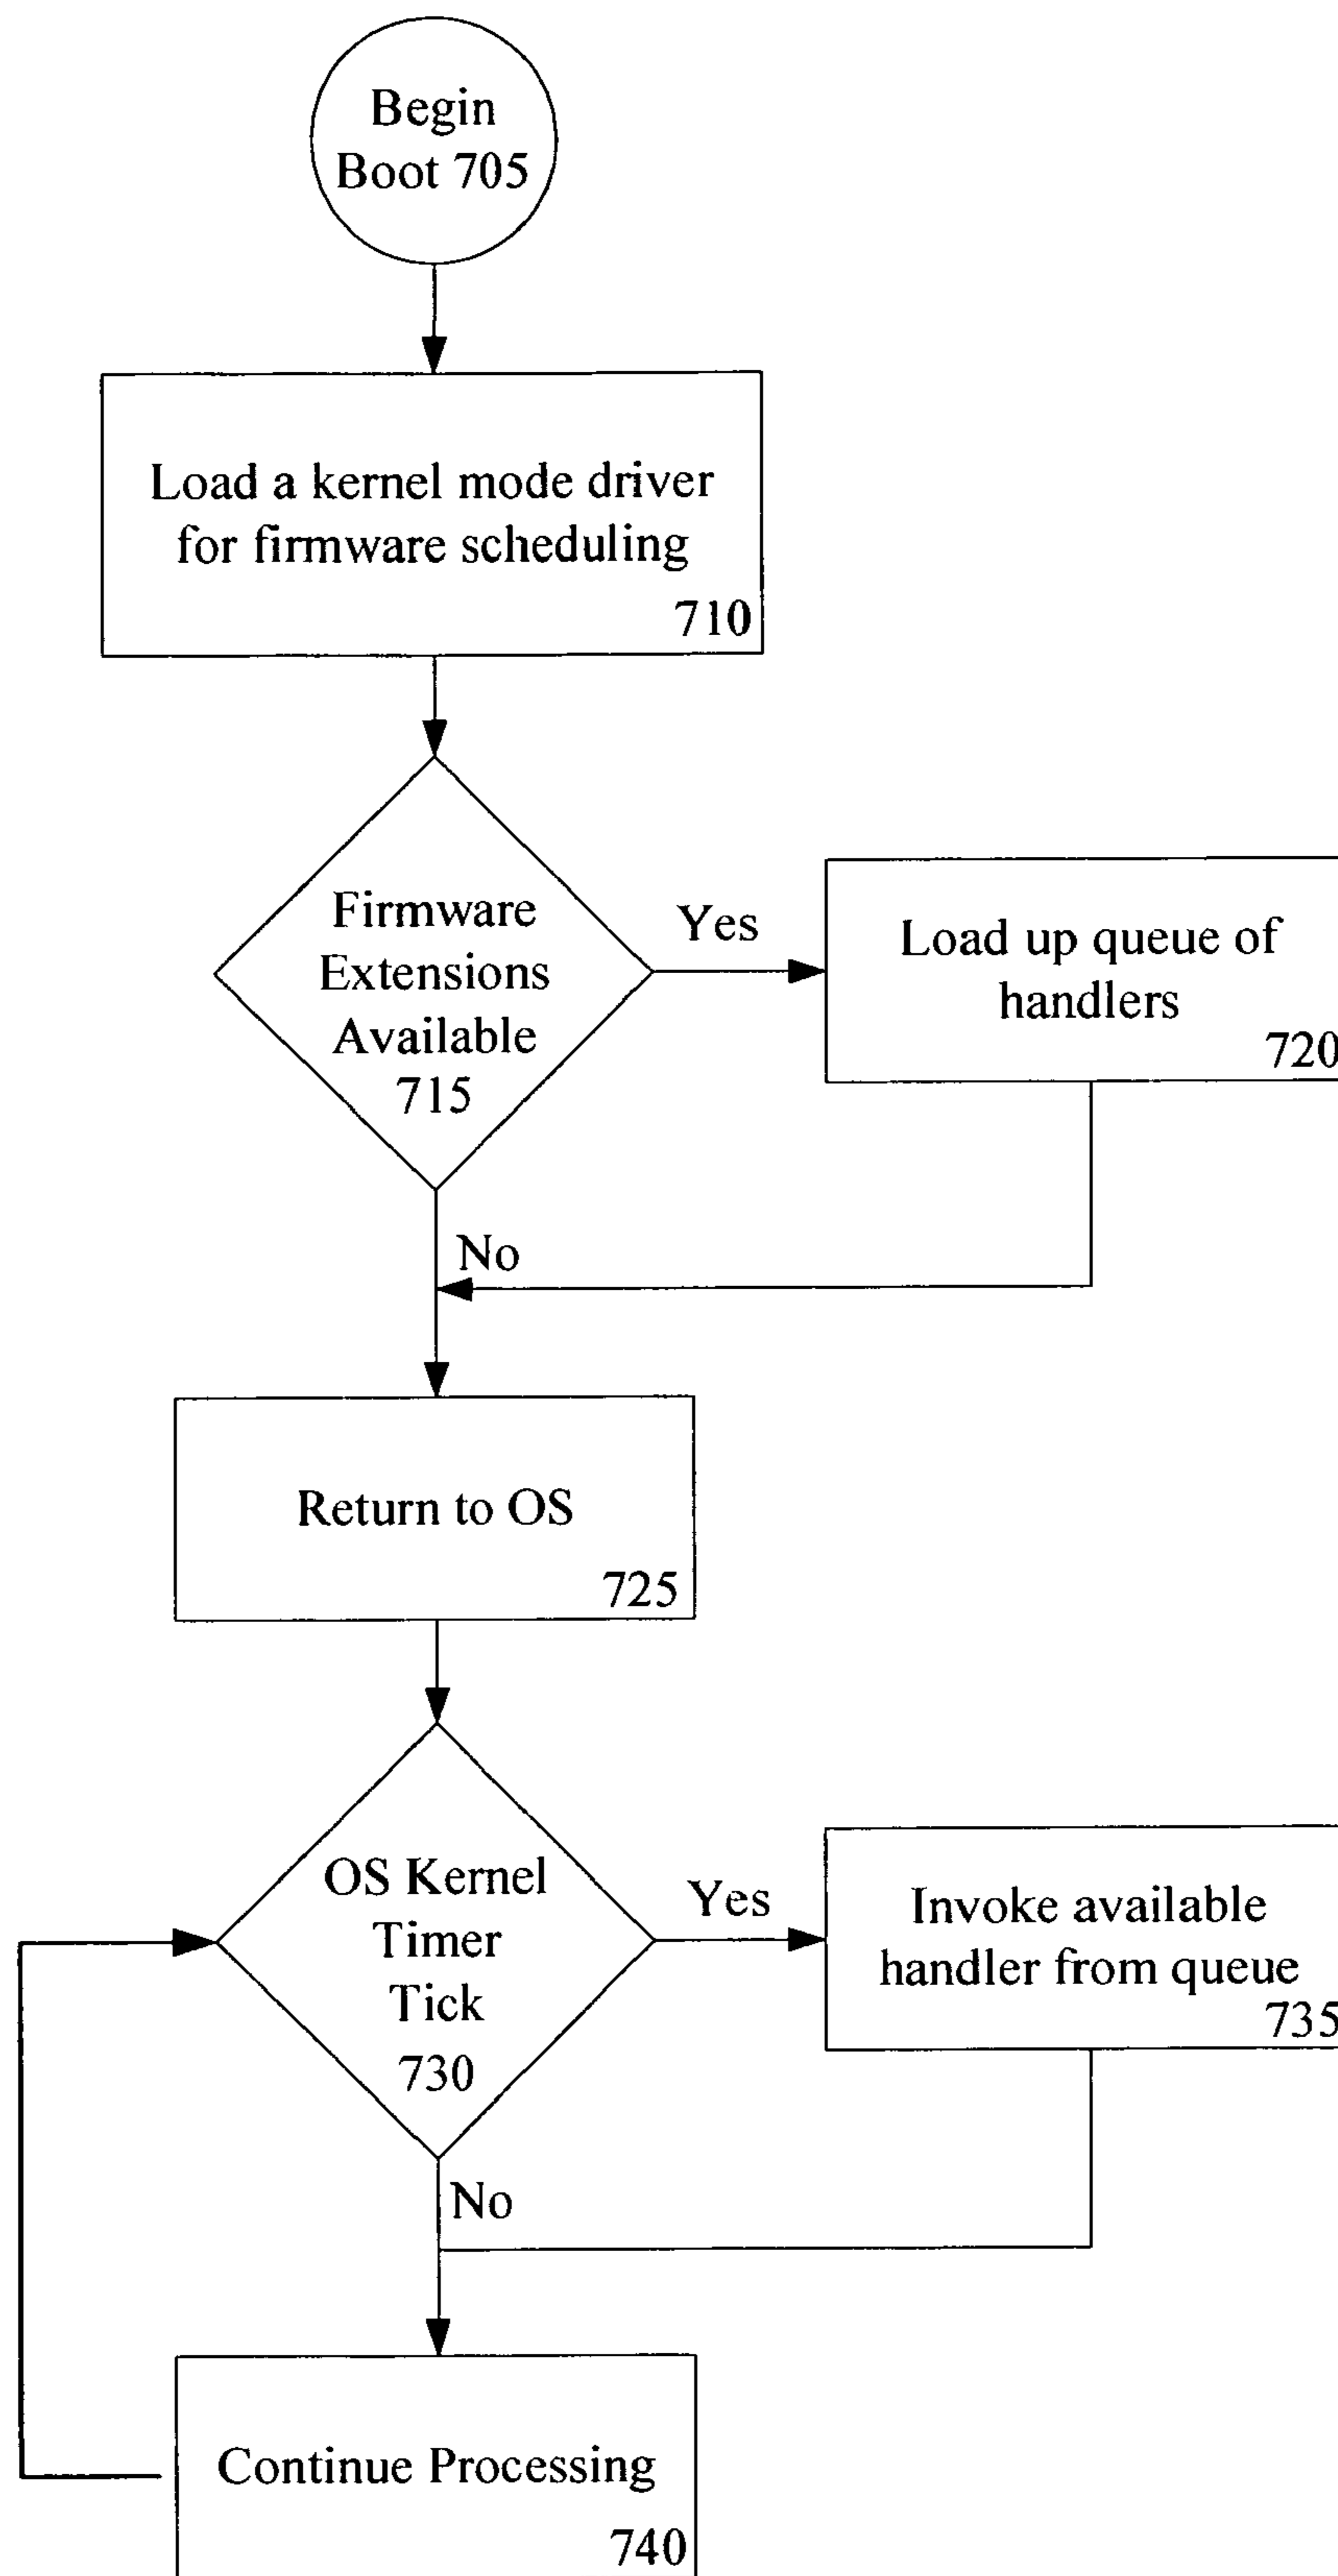 Begin
Boot 705
Load a kernel mode driver
for firmware scheduling
710
Firmware
Extensions
Available
715
Yes
Load up queue of
handlers
720
No
Return to OS
725
OS Kernel
Timer
Tick
730
Yes
Invoke available
handler from queue
735
No
Continue Processing
740